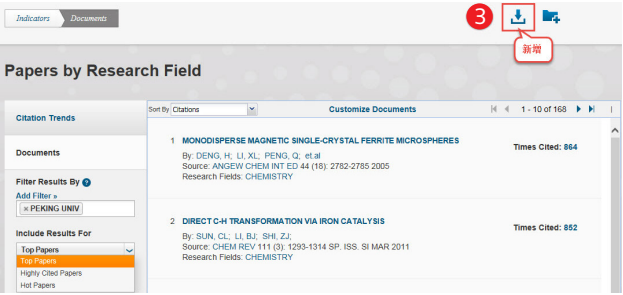 Indicators Documents
3
新增
Papers by Research Field
Citation Trends
Documents
Filter Results By ?
Add Filter »
× PEKING UNIV
Include Results For
Top Papers
Top Papers
Highly Cited Papers
Hot Papers
Sort By Citations Customize Documents 1 - 10 of 168
1 MONODISPERSE MAGNETIC SINGLE-CRYSTAL FERRITE MICROSPHERES
Times Cited: 864
By: DENG, H; LI, XL; PENG, Q; et al
Source: ANGEW CHEM INT ED 44 (18): 2782-2785 2005
Research Fields: CHEMISTRY
2 DIRECT C-H TRANSFORMATION VIA IRON CATALYSIS
Times Cited: 852
By: SUN, CL; LI, BJ; SHI, ZJ;
Source: CHEM REV 111 (3): 1293-1314 SP. ISS. SI MAR 2011
Research Fields: CHEMISTRY